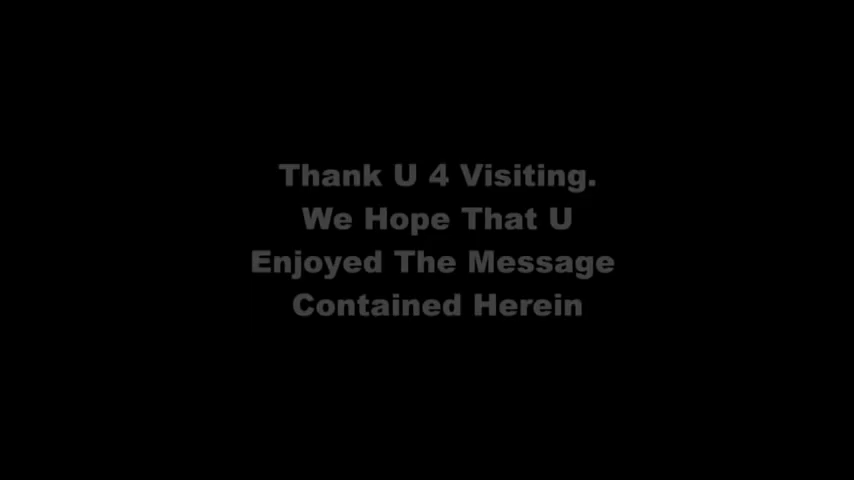 Thank U 4 Visiting.
We Hope That U
Enjoyed The Message
Contained Herein